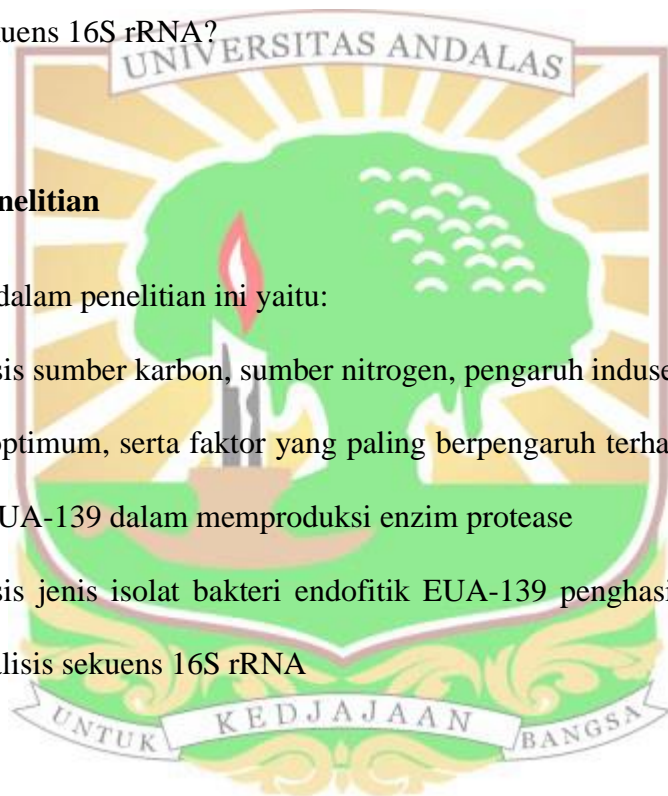 kuens 16S rRNA?
UNIVERSITAS ANDALAS
nelitian
dalam penelitian ini yaitu:
sis sumber karbon, sumber nitrogen, pengaruh induse
optimum, serta faktor yang paling berpengaruh terha
UA-139 dalam memproduksi enzim protease
sis jenis isolat bakteri endofitik EUA-139 penghasi
alisis sekuens 16S rRNA
UNTUK KEDJAJAAN BANGSA